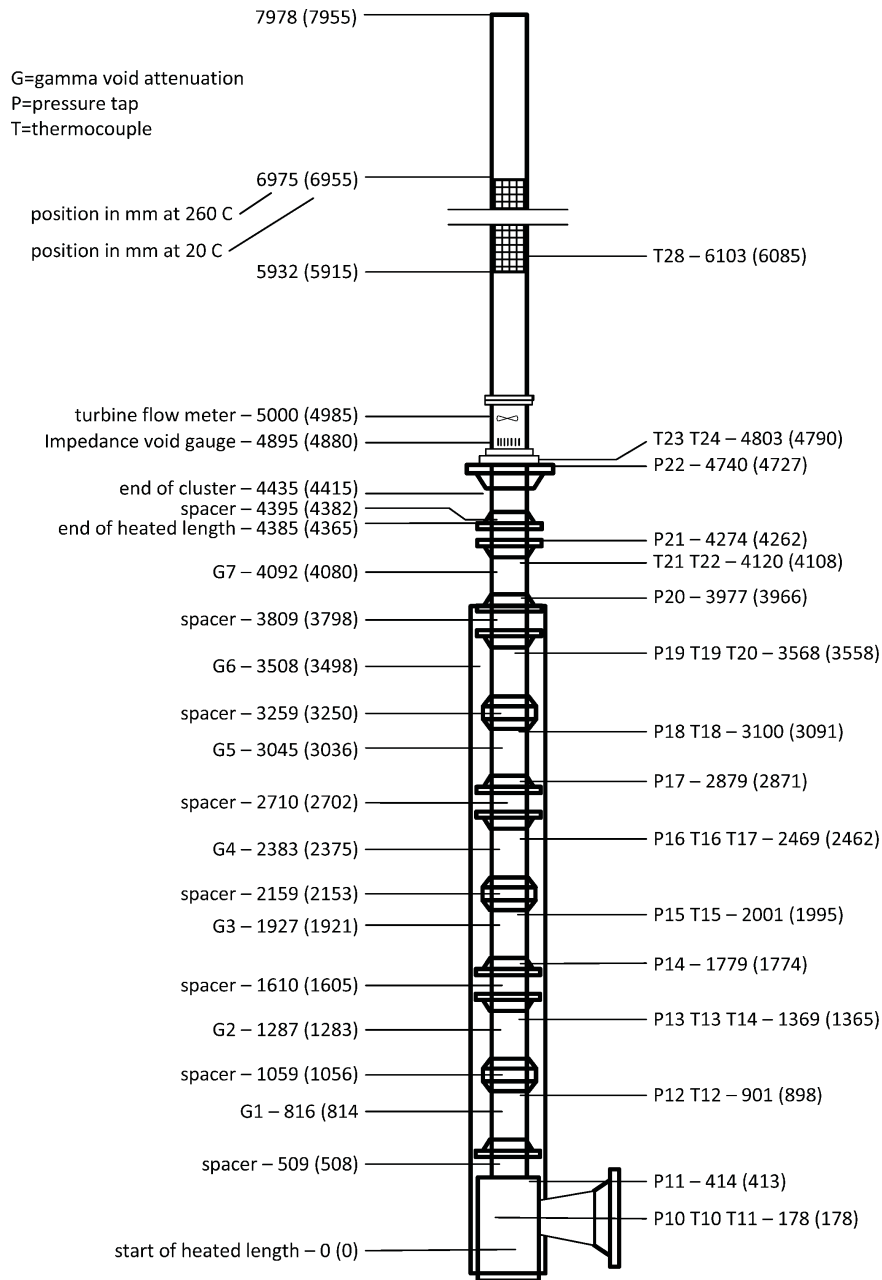 7978 (7955)
G=gamma void attenuation
P=pressure tap
T=thermocouple
6975 (6955)
position in mm at 260 C
position in mm at 20 C
T28 – 6103 (6085)
5932 (5915)
turbine flow meter – 5000 (4985)
Impedance void gauge – 4895 (4880)
T23 T24 – 4803 (4790)
P22 – 4740 (4727)
end of cluster – 4435 (4415)
spacer – 4395 (4382)
end of heated length – 4385 (4365)
P21 – 4274 (4262)
T21 T22 – 4120 (4108)
G7 – 4092 (4080)
P20 – 3977 (3966)
spacer – 3809 (3798)
P19 T19 T20 – 3568 (3558)
G6 – 3508 (3498)
spacer – 3259 (3250)
P18 T18 – 3100 (3091)
G5 – 3045 (3036)
P17 – 2879 (2871)
spacer – 2710 (2702)
P16 T16 T17 – 2469 (2462)
G4 – 2383 (2375)
spacer – 2159 (2153)
P15 T15 – 2001 (1995)
G3 – 1927 (1921)
P14 – 1779 (1774)
spacer – 1610 (1605)
P13 T13 T14 – 1369 (1365)
G2 – 1287 (1283)
spacer – 1059 (1056)
P12 T12 – 901 (898)
G1 – 816 (814
spacer – 509 (508)
P11 – 414 (413)
P10 T10 T11 – 178 (178)
start of heated length – 0 (0)